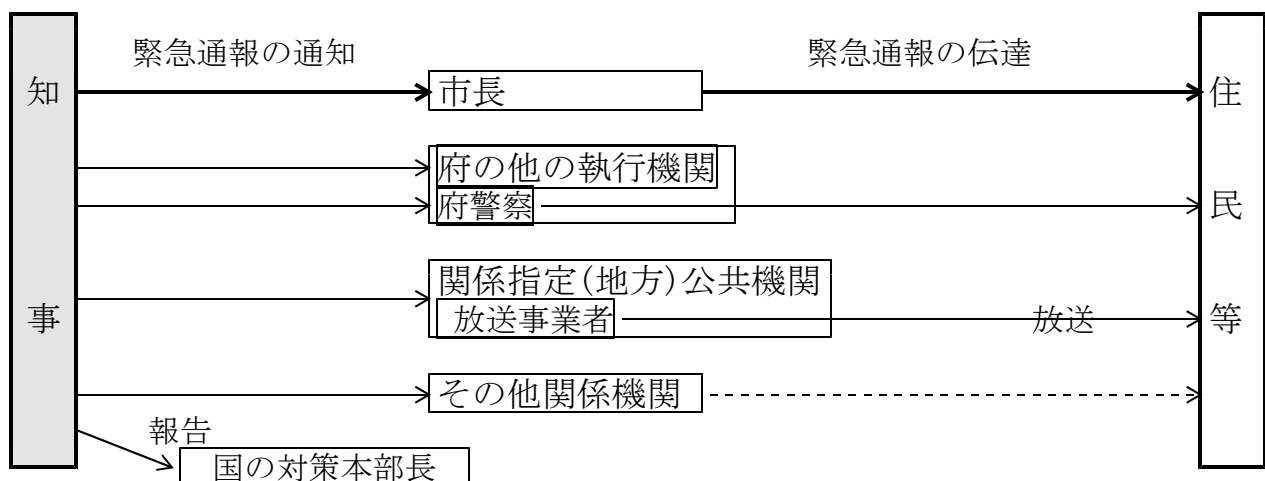 緊急通報の通知
緊急通報の伝達
知事
市長
住民等
府の他の執行機関
府警察
関係指定(地方)公共機関
放送事業者
放送
その他関係機関
報告
国の対策本部長